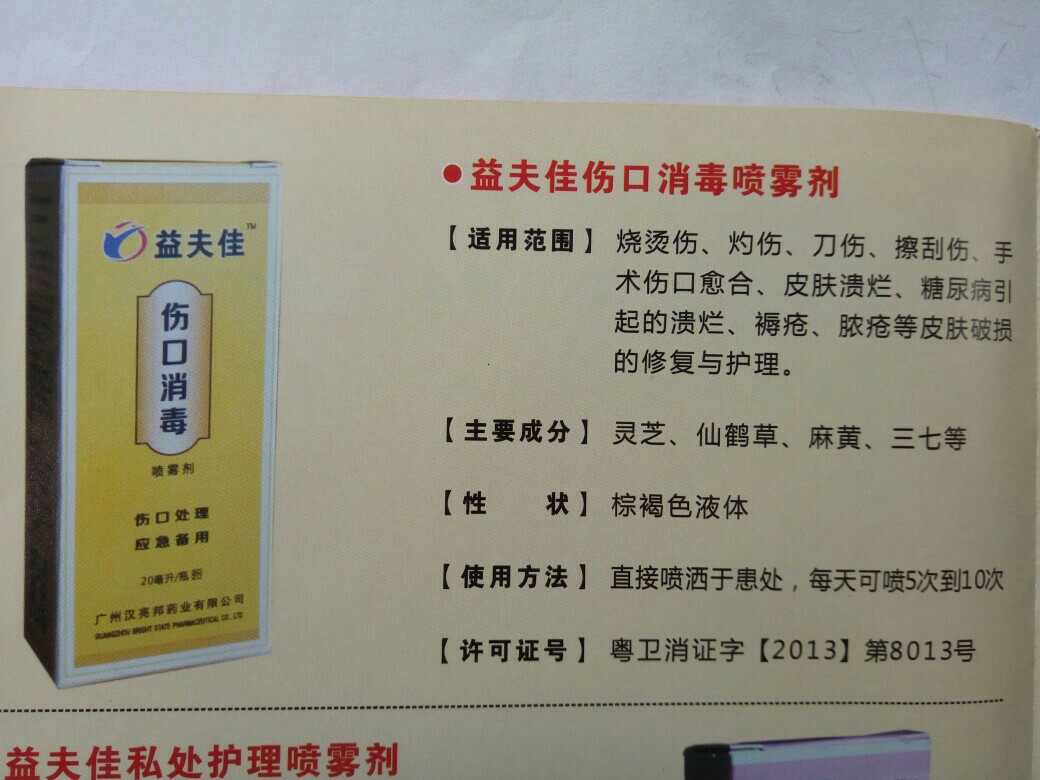 益夫佳™
伤口消毒
喷雾剂
伤口处理
应急备用
20毫升/瓶
广州汉亮邦药业有限公司
GUANGZHOU BRIGHT STATE PHARMACEUTICAL CO., LTD
●益夫佳伤口消毒喷雾剂
【适用范围】烧烫伤、灼伤、刀伤、擦刮伤、手
术伤口愈合、皮肤溃烂、糖尿病引
起的溃烂、褥疮、脓疮等皮肤破损
的修复与护理。
【主要成分】灵芝、仙鹤草、麻黄、三七等
【性 状】棕褐色液体
【使用方法】直接喷洒于患处，每天可喷5次到10次
【许可证号】粤卫消证字【2013】第8013号
益夫佳私处护理喷雾剂